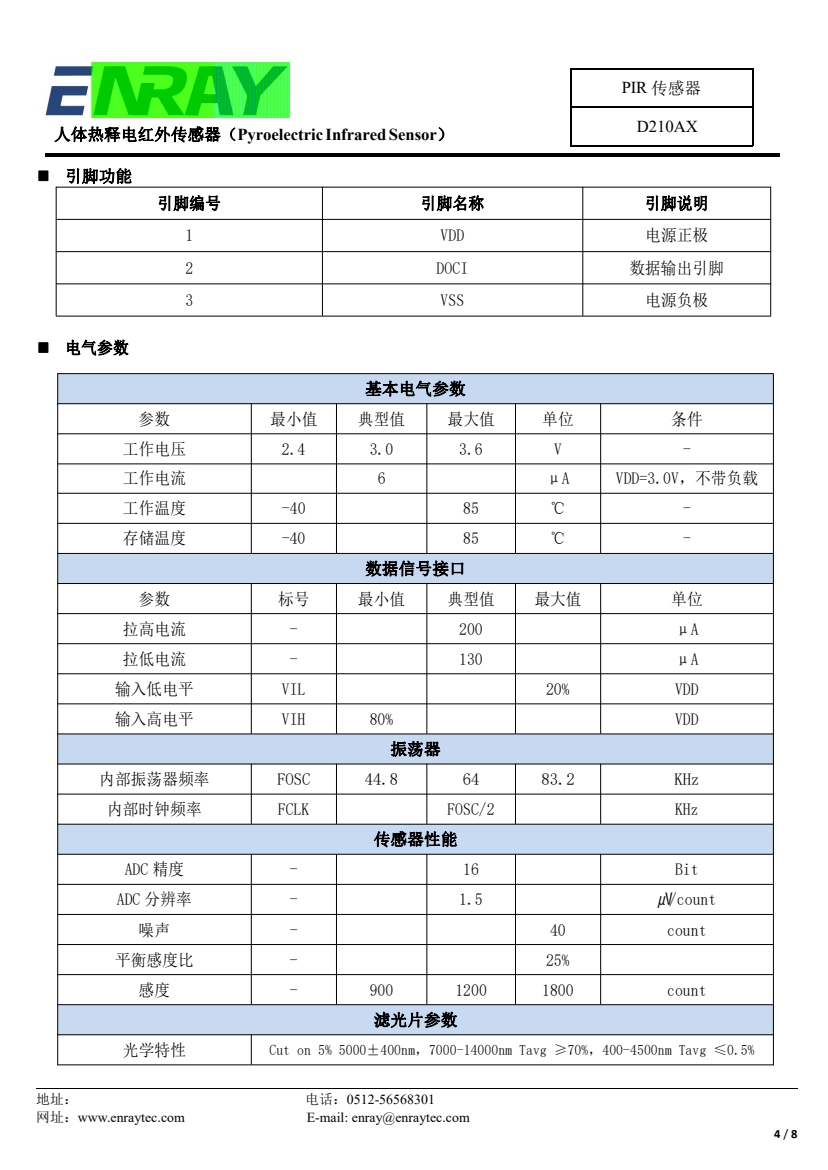 ENRAY
PIR 传感器
D210AX
人体热释电红外传感器（Pyroelectric Infrared Sensor）
■ 引脚功能
引脚编号 引脚名称 引脚说明
1 VDD 电源正极
2 DOCI 数据输出引脚
3 VSS 电源负极
■ 电气参数
基本电气参数
参数 最小值 典型值 最大值 单位 条件
工作电压 2.4 3.0 3.6 V -
工作电流 6 μA VDD=3.0V，不带负载
工作温度 -40 85 ℃ -
存储温度 -40 85 ℃ -
数据信号接口
参数 标号 最小值 典型值 最大值 单位
拉高电流 - 200 μA
拉低电流 - 130 μA
输入低电平 VIL 20% VDD
输入高电平 VIH 80% VDD
振荡器
内部振荡器频率 FOSC 44.8 64 83.2 KHz
内部时钟频率 FCLK FOSC/2 KHz
传感器性能
ADC 精度 - 16 Bit
ADC 分辨率 - 1.5 μV/count
噪声 - 40 count
平衡感度比 - 25%
感度 - 900 1200 1800 count
滤光片参数
光学特性 Cut on 5% 5000±400nm，7000-14000nm Tavg ≥70%，400-4500nm Tavg ≤0.5%
地址： 电话：0512-56568301
网址：www.enraytec.com E-mail: enray@enraytec.com
4 / 8